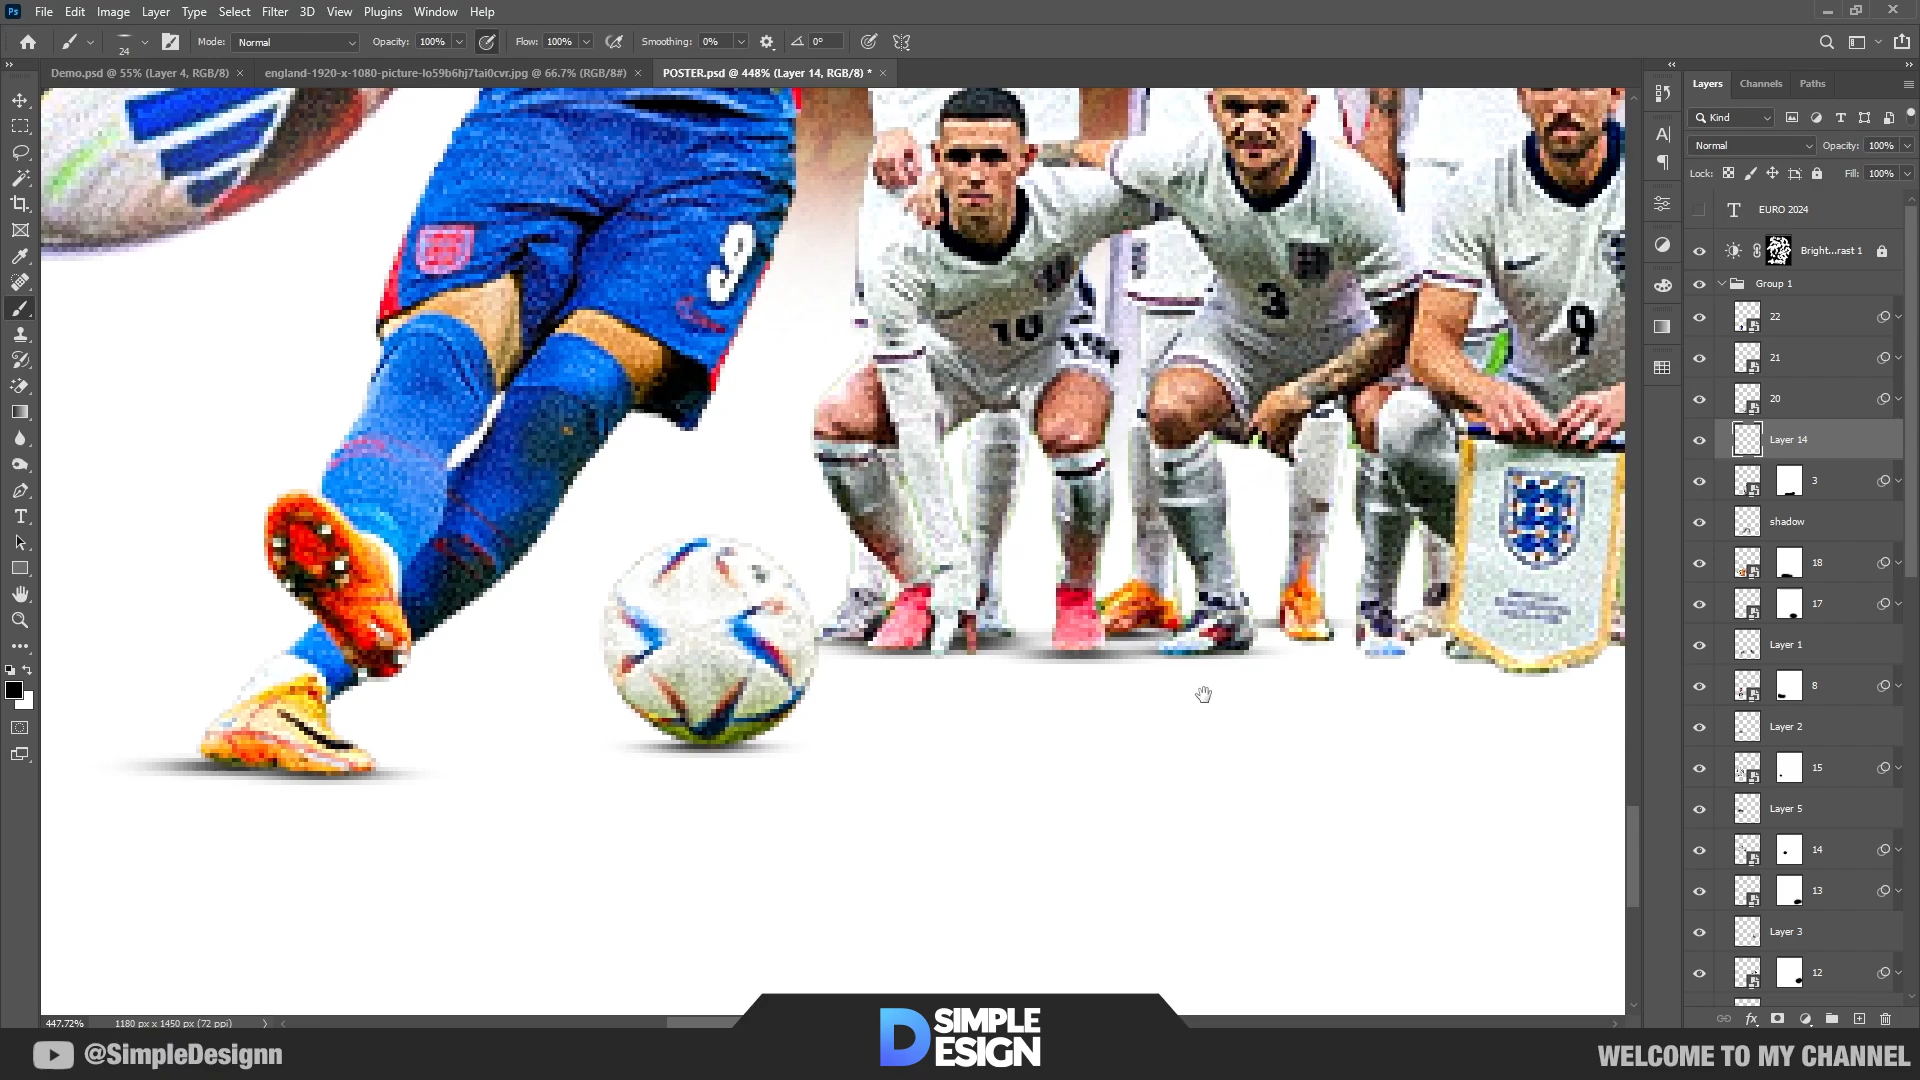 Ps File Edit Image Layer Type Select Filter 3D View Plugins Window Help
24 Mode: Normal Opacity: 100% Flow: 100% Smoothing: 0% 0°
Demo.psd @ 55% (Layer 4, RGB/8) × england-1920-x-1080-picture-lo59b6hj7tai0cvr.jpg @ 66.7% (RGB/8#) × POSTER.psd @ 448% (Layer 14, RGB/8) * ×
Layers Channels Paths
Kind
Normal Opacity: 100%
Lock: Fill: 100%
EURO 2024
Bright...rast 1
Group 1
22
21
20
Layer 14
3
shadow
18
17
Layer 1
8
Layer 2
15
Layer 5
14
13
Layer 3
12
9
10
3
9
447.72% 1180 px x 1450 px (72 ppi)
@SimpleDesignn
SIMPLE
DESIGN
WELCOME TO MY CHANNEL